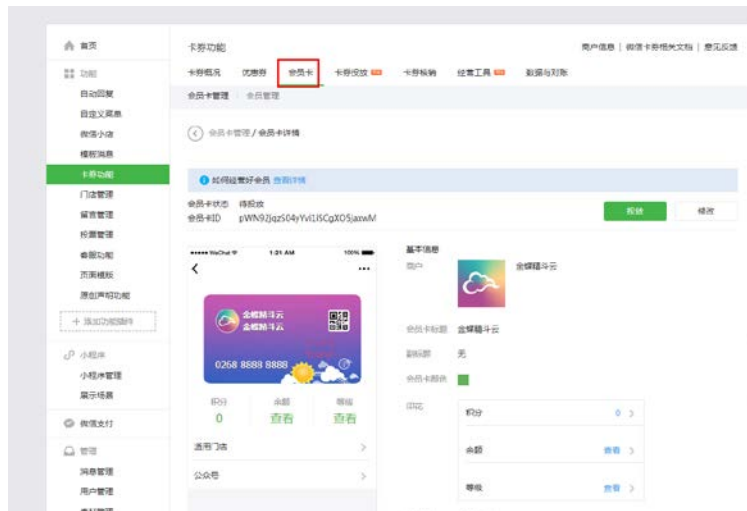 首页
功能
自动回复
自定义菜单
微信小店
模板消息
卡券功能
门店管理
留言管理
投票管理
客服功能
页面模版
原创声明功能
+ 添加功能插件
小程序
小程序管理
展示场景
微信支付
管理
消息管理
用户管理
素材管理
卡券功能
商户信息 | 微信卡券相关文档 | 意见反馈
卡券概况 优惠券 会员卡 卡券投放 卡券核销 经营工具 数据与对账
会员卡管理 | 会员管理
会员卡管理 / 会员卡详情
如何经营好会员 查看详情
会员卡状态 待投放
会员卡ID
投放 修改
WeChat 1:21 AM 100%
金蝶精斗云
金蝶精斗云
0268 8888 8888
积分 余额 等级
0 查看 查看
适用门店
公众号
基本信息
商户 金蝶精斗云
会员卡标题 金蝶精斗云
副标题 无
会员卡颜色
积分 0
余额 查看
等级 查看